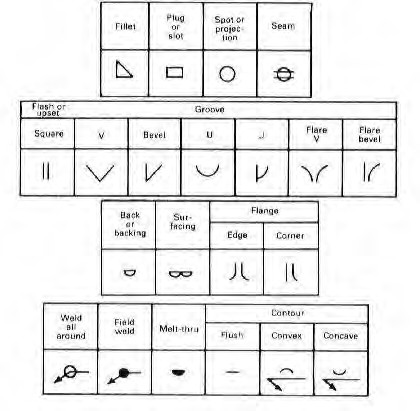 Fillet
Plug or slot
Spot or projec- tion
Seam
Flash or upset
Groove
Square
V
Bevel
U
J
Flare V
Flare bevel
Back or backing
Sur- facing
Flange
Edge
Corner
Weld all around
Field weld
Melt-thru
Contour
Flush
Convex
Concave